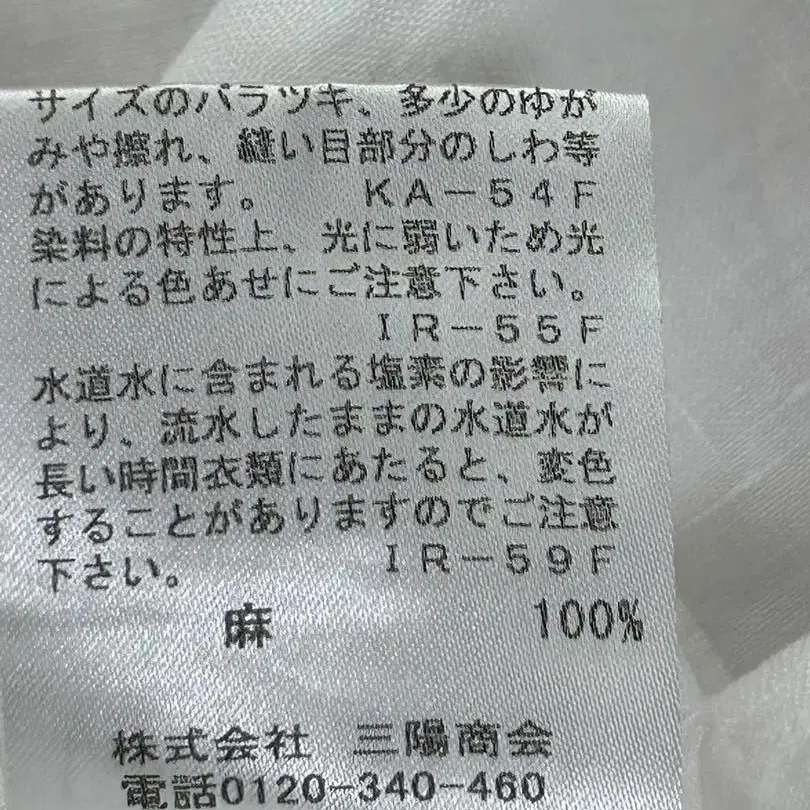 サイズのバラツキ、多少のゆが
みや擦れ、縫い目部分のしわ等
があります。 KA－54F
染料の特性上、光に弱いため光
による色あせにご注意下さい。
IR－55F
水道水に含まれる塩素の影響に
より、流水したままの水道水が
長い時間衣類にあたると、変色
することがありますのでご注意
下さい。 IR－59F
麻 100%
株式会社 三陽商会
電話0120-340-460